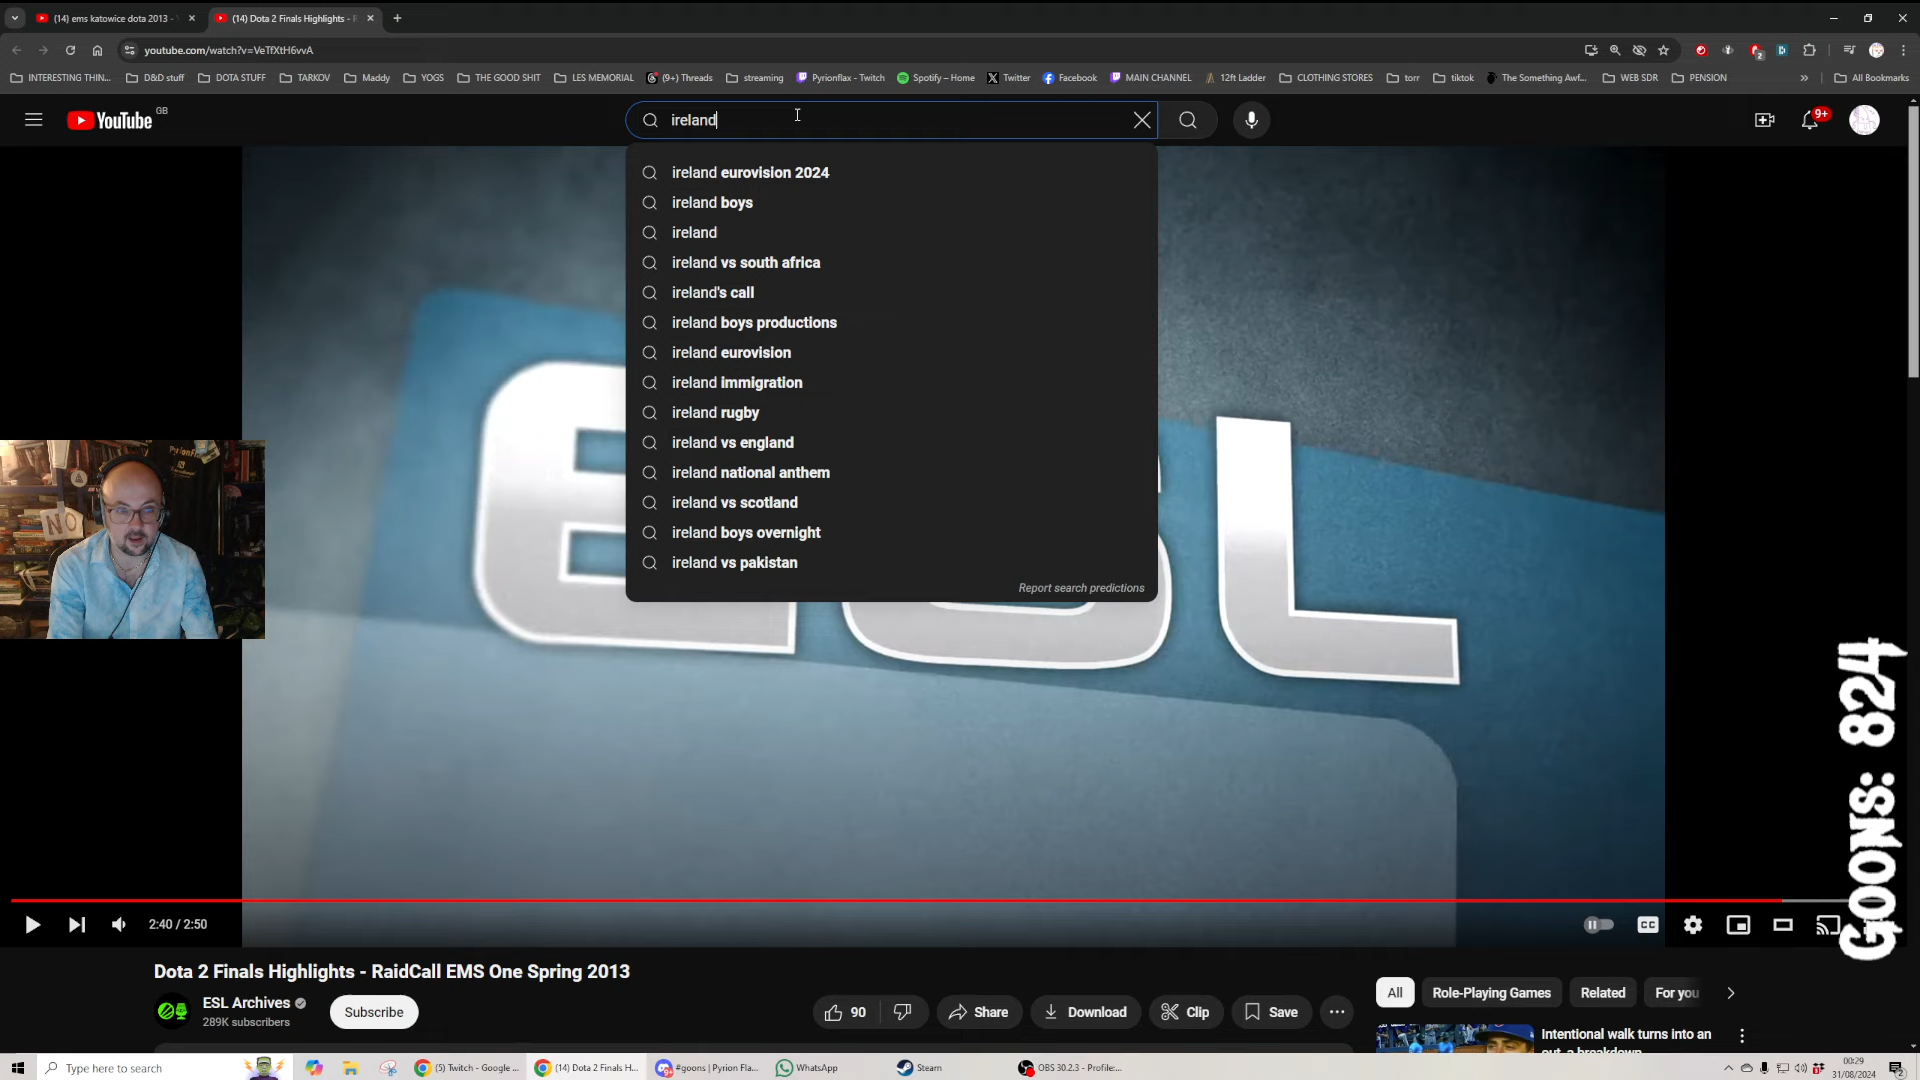 (14) ems katowice dota 2013 -
(14) Dota 2 Finals Highlights -
youtube.com/watch?v=VeTfXtH6vvA
INTERESTING THIN...
D&D stuff
DOTA STUFF
TARKOV
Maddy
YOGS
THE GOOD SHIT
LES MEMORIAL
(9+) Threads
streaming
Pyrionflax - Twitch
Spotify – Home
Twitter
Facebook
MAIN CHANNEL
12ft Ladder
CLOTHING STORES
torr
tiktok
The Something Awf...
WEB SDR
PENSION
All Bookmarks
YouTube GB
ireland
9+
ireland eurovision 2024
ireland boys
ireland
ireland vs south africa
ireland's call
ireland boys productions
ireland eurovision
ireland immigration
ireland rugby
ireland vs england
ireland national anthem
ireland vs scotland
ireland boys overnight
ireland vs pakistan
Report search predictions
ESL
NO
Goons: 824
2:40 / 2:50
CC
Dota 2 Finals Highlights - RaidCall EMS One Spring 2013
ESL Archives
289K subscribers
Subscribe
90
Share
Download
Clip
Save
All
Role-Playing Games
Related
For you
Intentional walk turns into an
out, a breakdown
Type here to search
(5) Twitch - Google ...
(14) Dota 2 Finals H...
#goons | Pyrion Fla...
WhatsApp
Steam
OBS 30.2.3 - Profile:...
00:29
31/08/2024